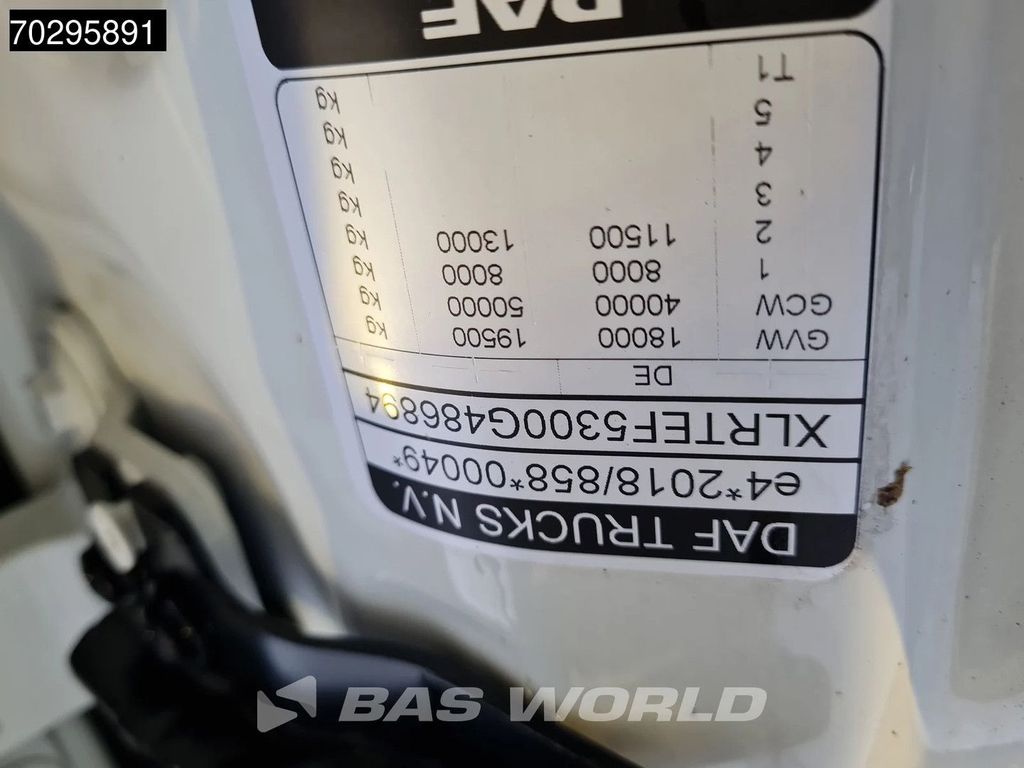 70295891
DAF TRUCKS N.V.
e4*2018/858*00049*
XLRTEF5300G486894
DE
GVW 18000 19500 kg
GCW 40000 50000 kg
1 8000 8000 kg
2 11500 13000 kg
3 kg
4 kg
5 kg
T1 kg
DAF
BAS WORLD